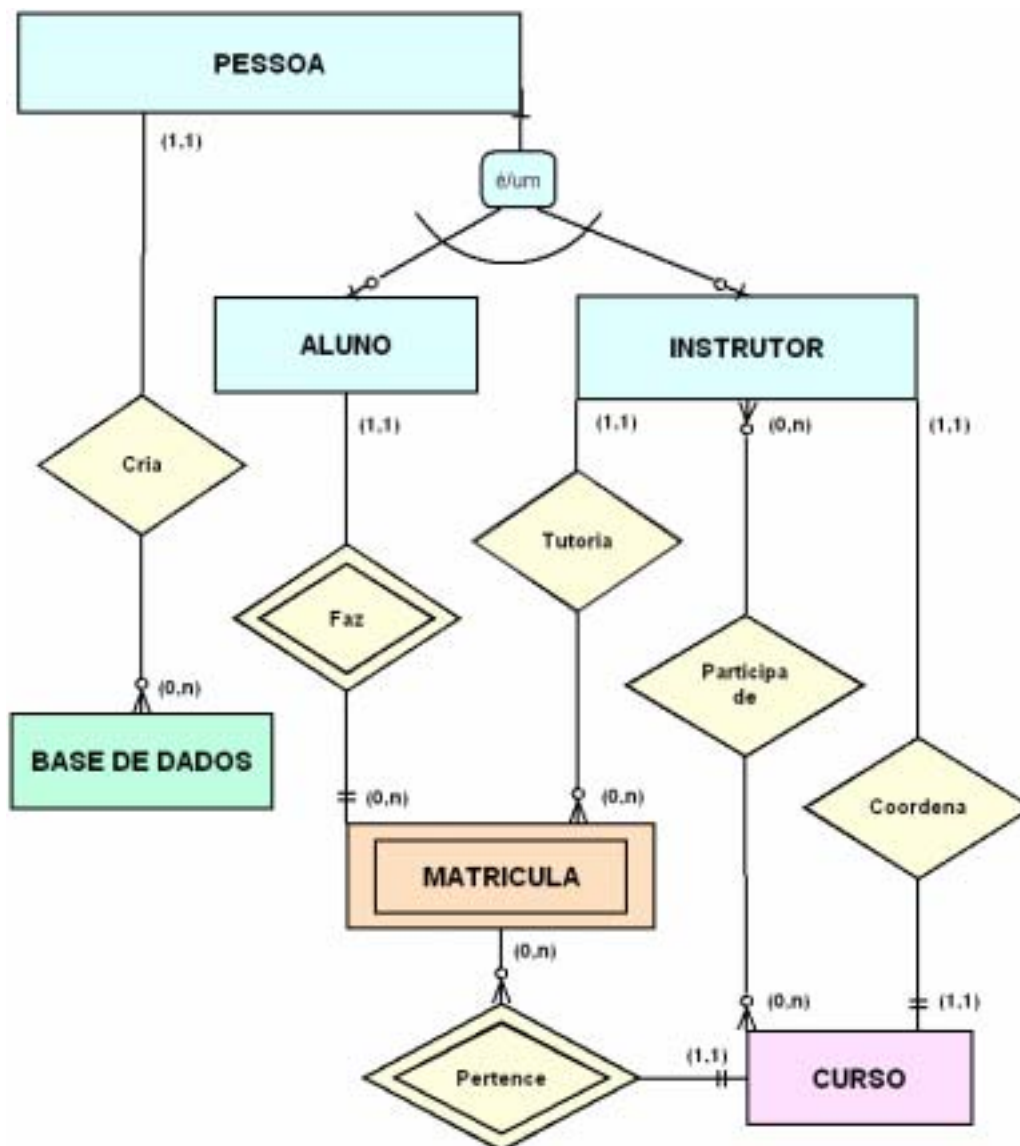 PESSOA
(1,1)
é/um
ALUNO
INSTRUTOR
(1,1)
(1,1)
(0,n)
(1,1)
Cria
Tutoria
Faz
Participa
de
(0,n)
BASE DE DADOS
(0,n)
(0,n)
Coordena
MATRICULA
(0,n)
(0,n)
(1,1)
(1,1)
Pertence
CURSO